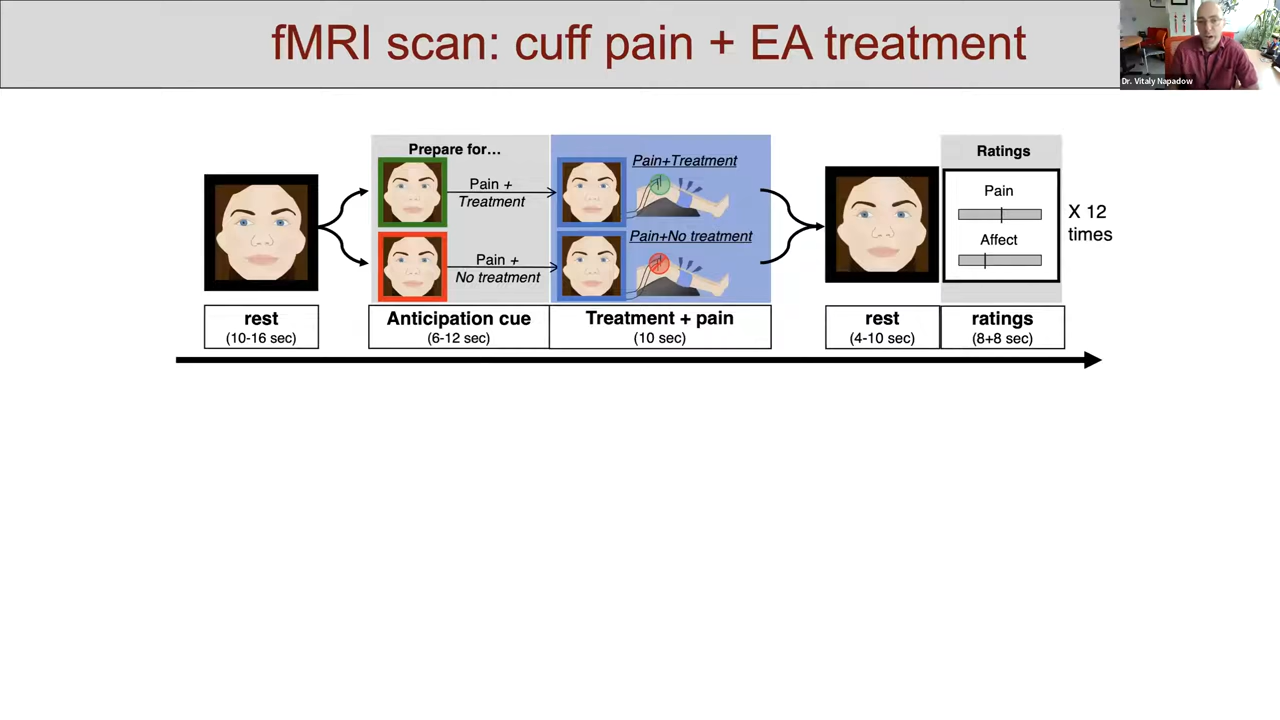 fMRI scan: cuff pain + EA treatment
Dr. Vitaly Napadow
Prepare for…
Pain +
Treatment
Pain +
No treatment
Pain+Treatment
Pain+No treatment
Ratings
Pain
Affect
X 12
times
rest
(10-16 sec)
Anticipation cue
(6-12 sec)
Treatment + pain
(10 sec)
rest
(4-10 sec)
ratings
(8+8 sec)